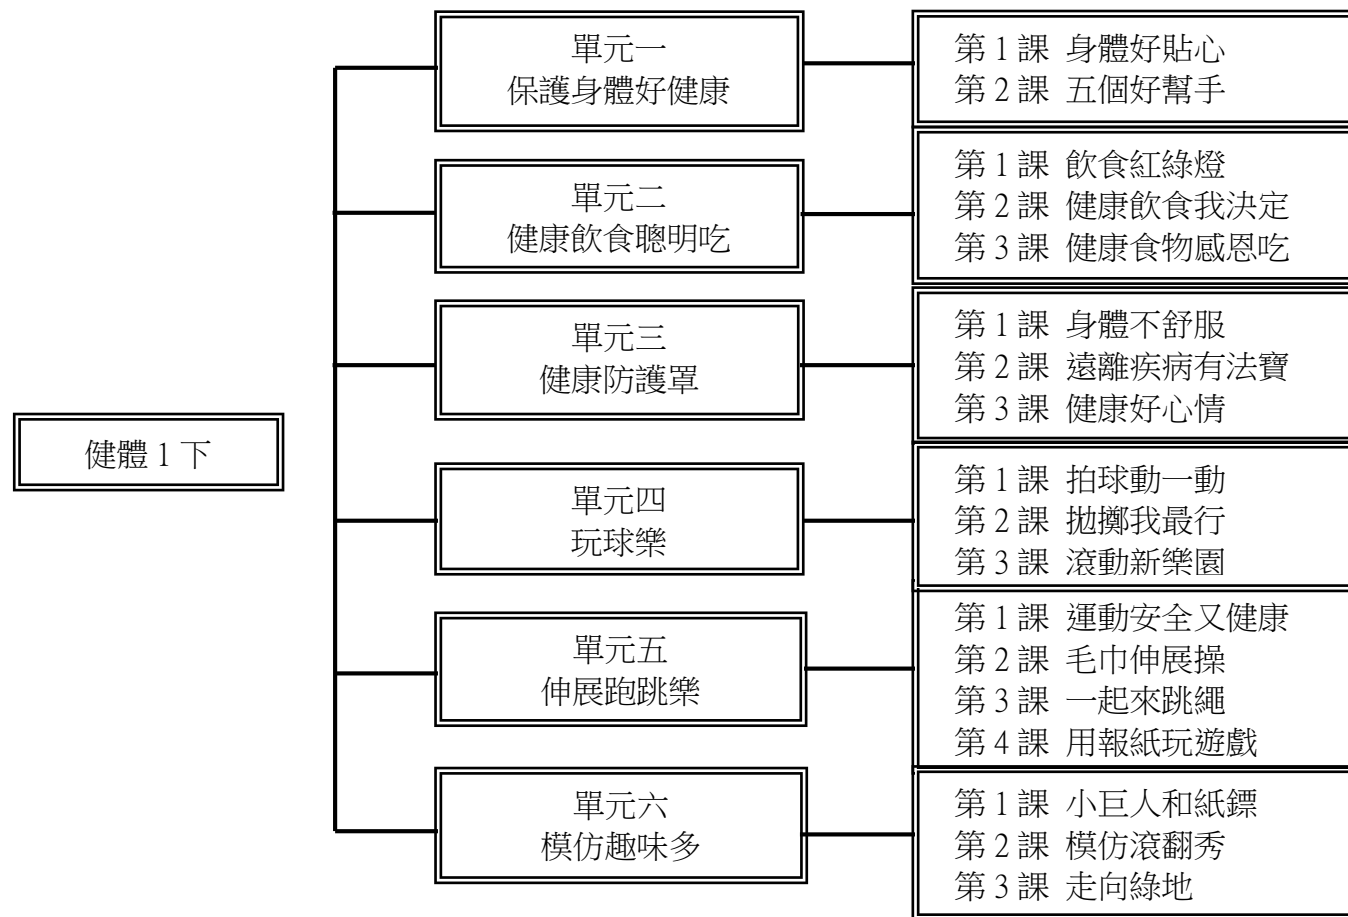 健體 1 下
單元一
保護身體好健康
第 1 課 身體好貼心
第 2 課 五個好幫手
單元二
健康飲食聰明吃
第 1 課 飲食紅綠燈
第 2 課 健康飲食我決定
第 3 課 健康食物感恩吃
單元三
健康防護罩
第 1 課 身體不舒服
第 2 課 遠離疾病有法寶
第 3 課 健康好心情
單元四
玩球樂
第 1 課 拍球動一動
第 2 課 拋擲我最行
第 3 課 滾動新樂園
單元五
伸展跑跳樂
第 1 課 運動安全又健康
第 2 課 毛巾伸展操
第 3 課 一起來跳繩
第 4 課 用報紙玩遊戲
單元六
模仿趣味多
第 1 課 小巨人和紙鏢
第 2 課 模仿滾翻秀
第 3 課 走向綠地